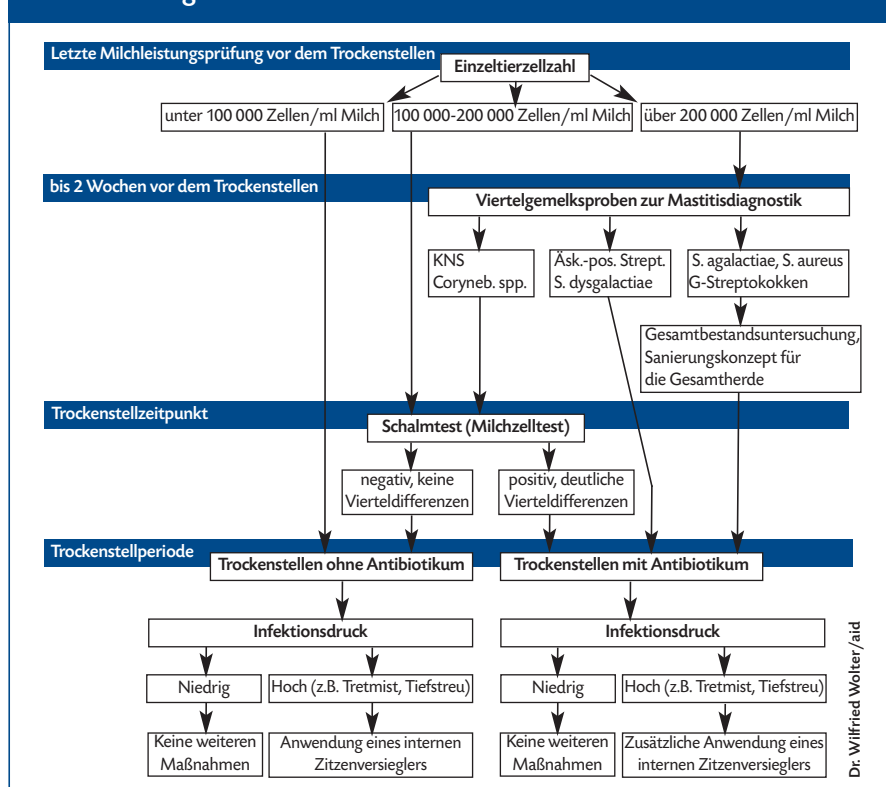 Letzte Milchleistungsprüfung vor dem Trockenstellen
Einzeltierzellzahl
unter 100 000 Zellen/ml Milch
100 000-200 000 Zellen/ml Milch
über 200 000 Zellen/ml Milch
bis 2 Wochen vor dem Trockenstellen
Viertelgemelksproben zur Mastitisdiagnostik
KNS
Coryneb. spp.
Äsk.-pos. Strept.
S. dysgalactiae
S. agalactiae, S. aureus
G-Streptokokken
Gesamtbestandsuntersuchung,
Sanierungskonzept für
die Gesamtherde
Trockenstellzeitpunkt
Schalmtest (Milchzelltest)
negativ, keine
Vierteldifferenzen
positiv, deutliche
Vierteldifferenzen
Trockenstellperiode
Trockenstellen ohne Antibiotikum
Trockenstellen mit Antibiotikum
Infektionsdruck
Infektionsdruck
Niedrig
Hoch (z.B. Tretmist, Tiefstreu)
Niedrig
Hoch (z.B. Tretmist, Tiefstreu)
Keine weiteren
Maßnahmen
Anwendung eines internen
Zitzenversieglers
Keine weiteren
Maßnahmen
Zusätzliche Anwendung eines
internen Zitzenversieglers
Dr. Wilfried Wolter/aid